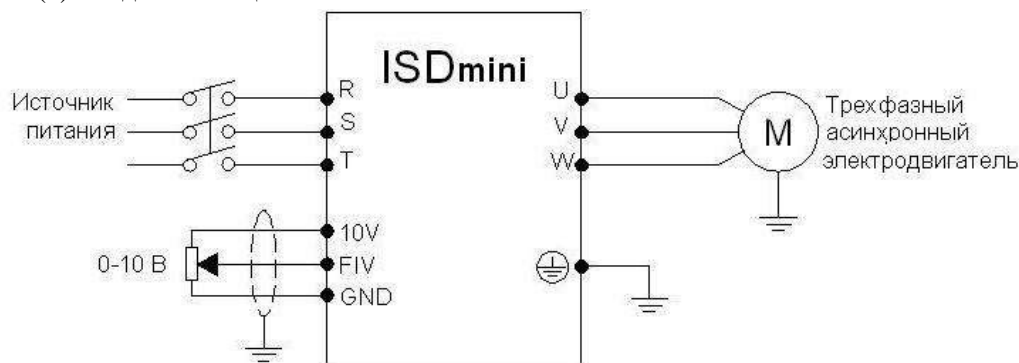 ISDmini
Источник
питания
R
S
T
U
V
W
M
Трехфазный
асинхронный
электродвигатель
0-10 В
10V
FIV
GND